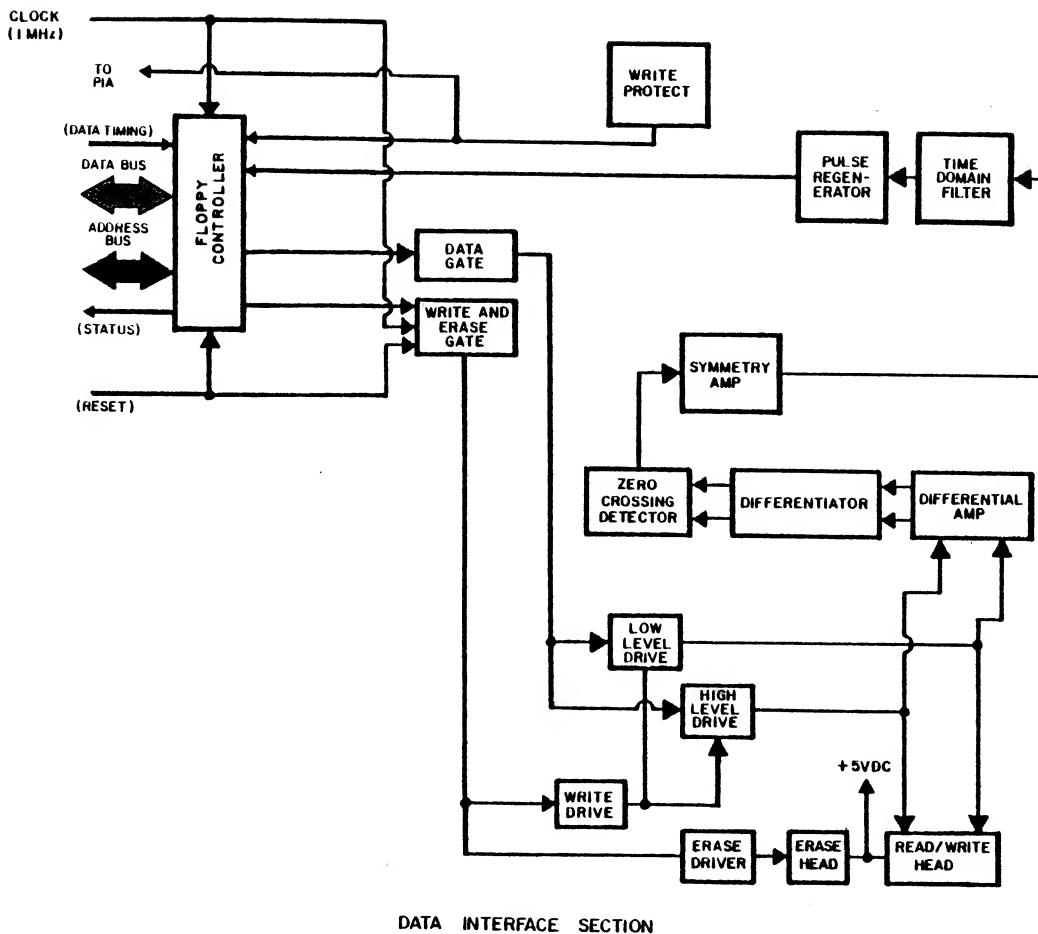 CLOCK
(1 MHz)
TO
PIA
WRITE
PROTECT
(DATA TIMING)
DATA BUS
ADDRESS
BUS
(STATUS)
(RESET)
FLOPPY
CONTROLLER
PULSE
REGEN-
ERATOR
TIME
DOMAIN
FILTER
DATA
GATE
WRITE AND
ERASE
GATE
SYMMETRY
AMP
ZERO
CROSSING
DETECTOR
DIFFERENTIATOR
DIFFERENTIAL
AMP
LOW
LEVEL
DRIVE
HIGH
LEVEL
DRIVE
+5VDC
WRITE
DRIVE
ERASE
DRIVER
ERASE
HEAD
READ/WRITE
HEAD
DATA INTERFACE SECTION